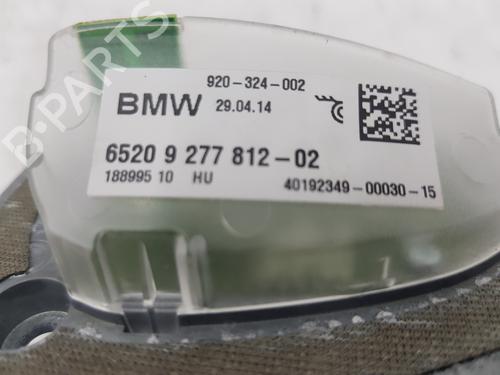 920-324-002
BMW 29.04.14
6520 9 277 812-02
188995 10 HU
40192349-00030-15
B-PARTS